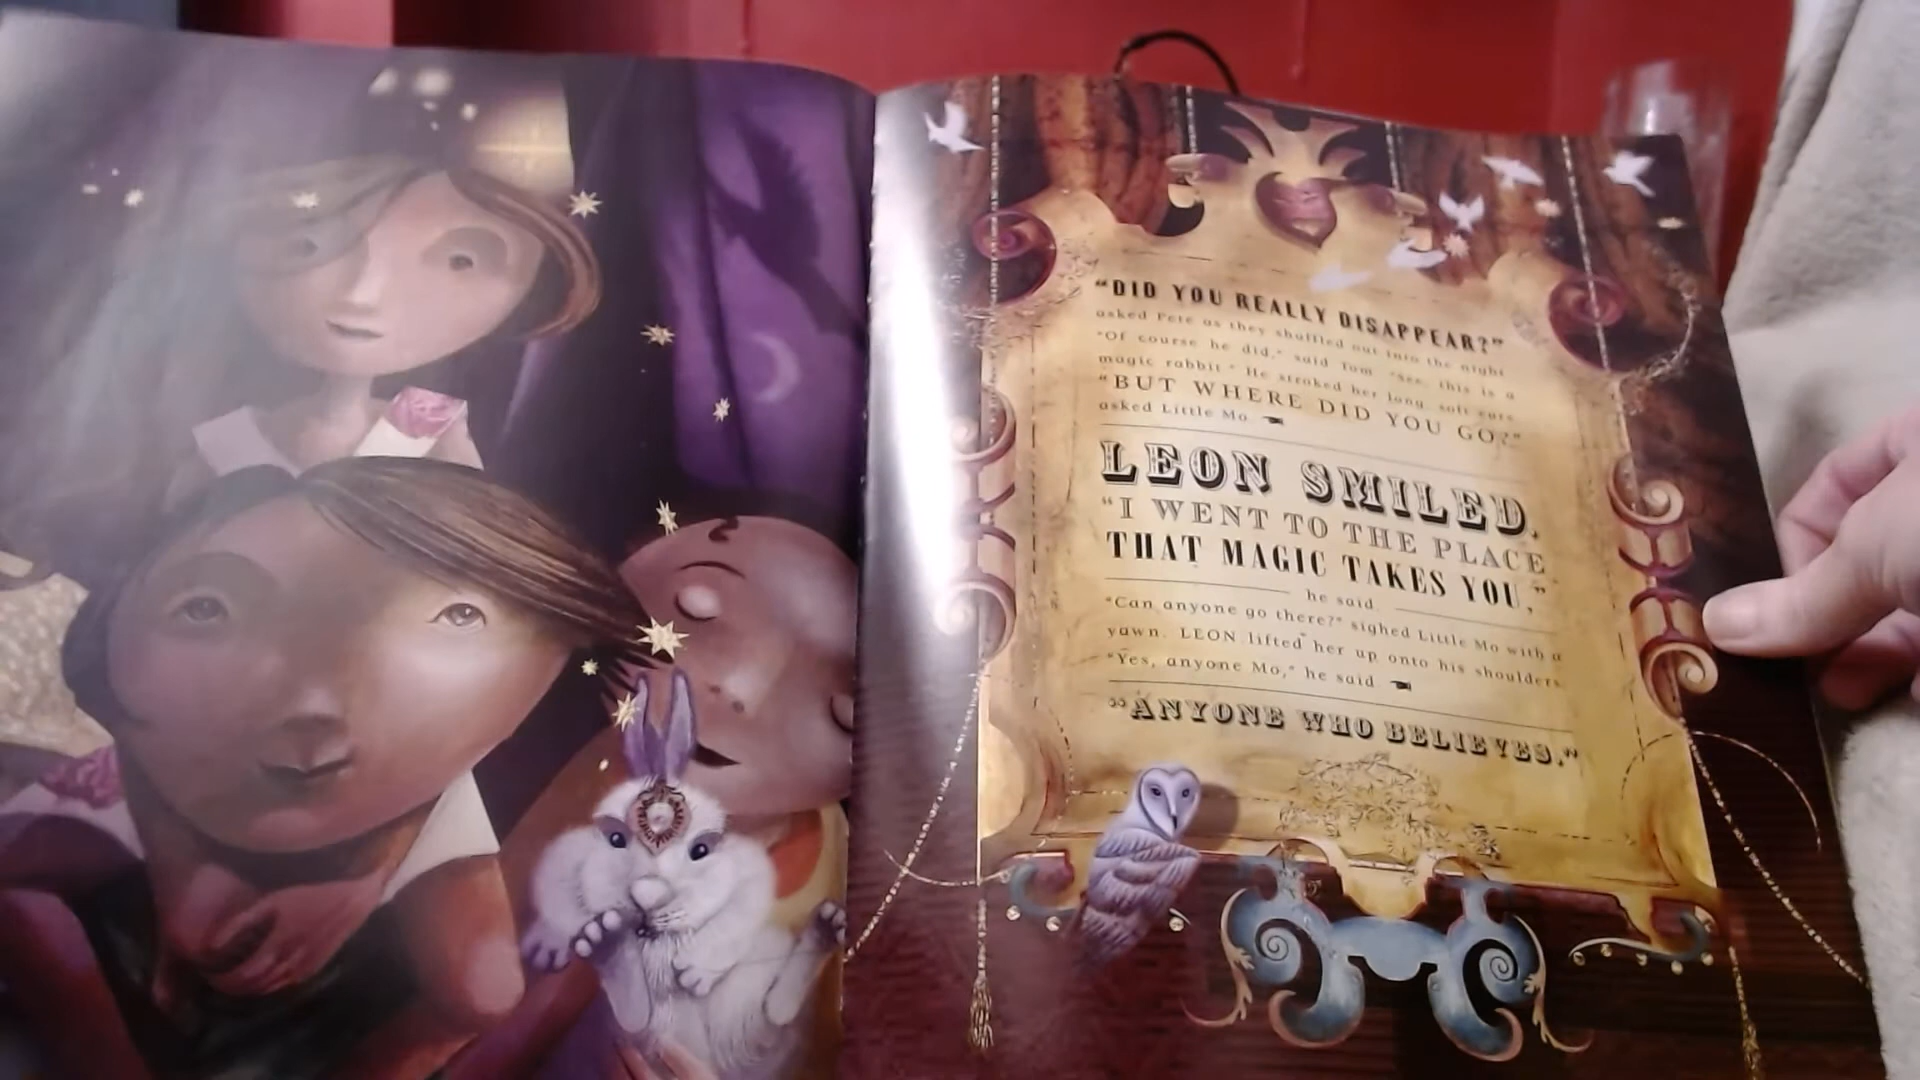 “DID YOU REALLY DISAPPEAR?”
asked Pete as they shuffled out into the night
“Of course he did,” said Tom. “See, this is a
magic rabbit.” He stroked her long, soft ears
“BUT WHERE DID YOU GO?”
asked Little Mo.
LEON SMILED.
“I WENT TO THE PLACE
THAT MAGIC TAKES YOU,”
he said.
“Can anyone go there?” sighed Little Mo with a
yawn. LEON lifted her up onto his shoulders
“Yes, anyone Mo,” he said
”ANYONE WHO BELIEVES.”